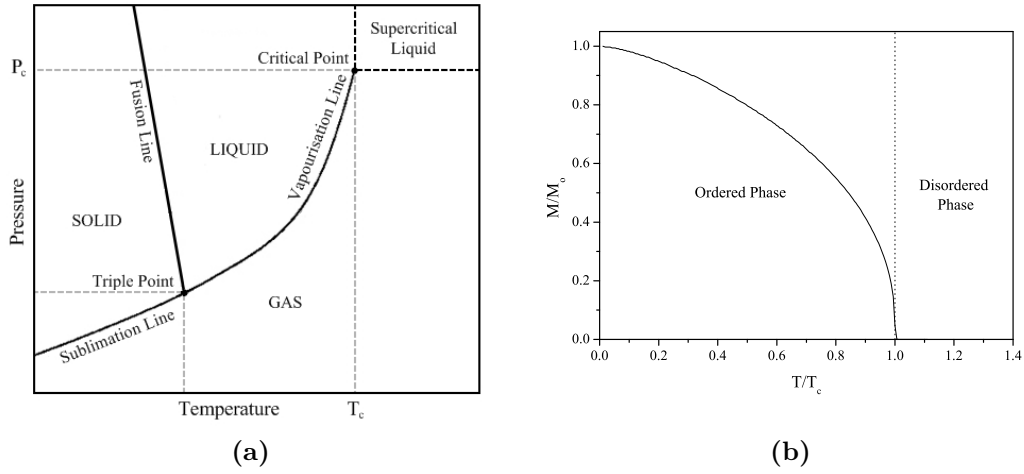 Supercritical
Liquid
Critical Point
P_c
Fusion Line
Vapourisation Line
LIQUID
SOLID
Pressure
Triple Point
GAS
Sublimation Line
Temperature
T_c
(a)
1.0
0.8
0.6
0.4
0.2
0.0
M/M_o
Ordered Phase
Disordered
Phase
0.0 0.2 0.4 0.6 0.8 1.0 1.2 1.4
T/T_c
(b)